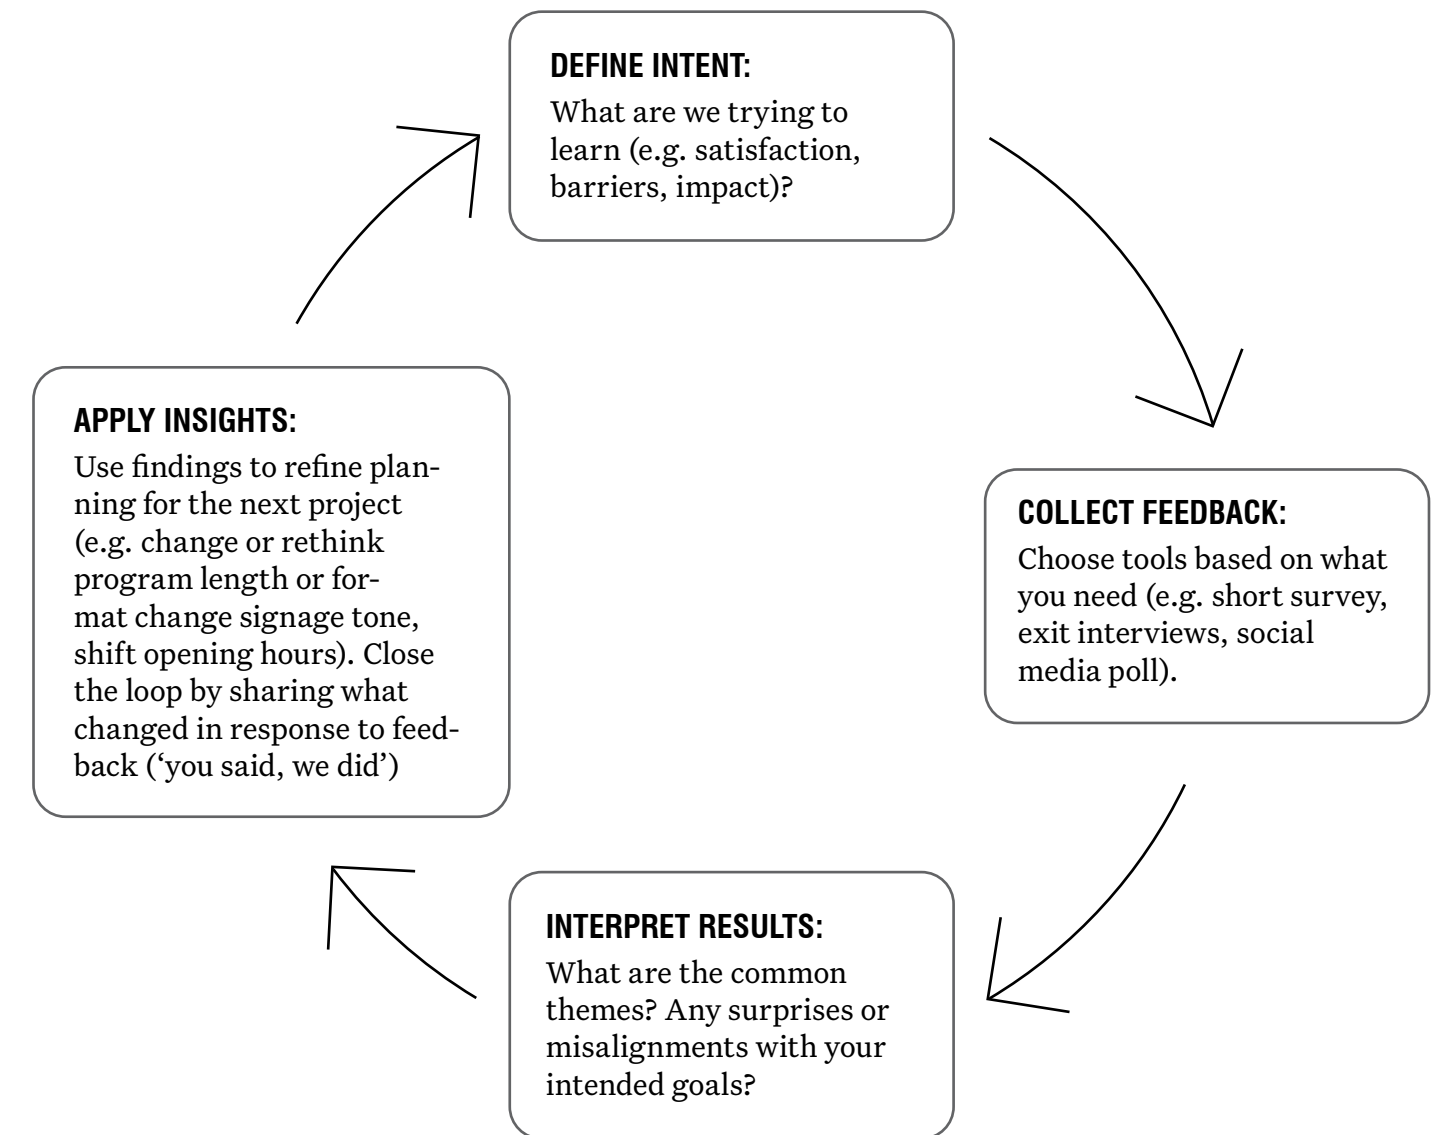 DEFINE INTENT:
What are we trying to
learn (e.g. satisfaction,
barriers, impact)?
COLLECT FEEDBACK:
Choose tools based on what
you need (e.g. short survey,
exit interviews, social
media poll).
INTERPRET RESULTS:
What are the common
themes? Any surprises or
misalignments with your
intended goals?
APPLY INSIGHTS:
Use findings to refine plan-
ning for the next project
(e.g. change or rethink
program length or for-
mat change signage tone,
shift opening hours). Close
the loop by sharing what
changed in response to feed-
back (‘you said, we did’)